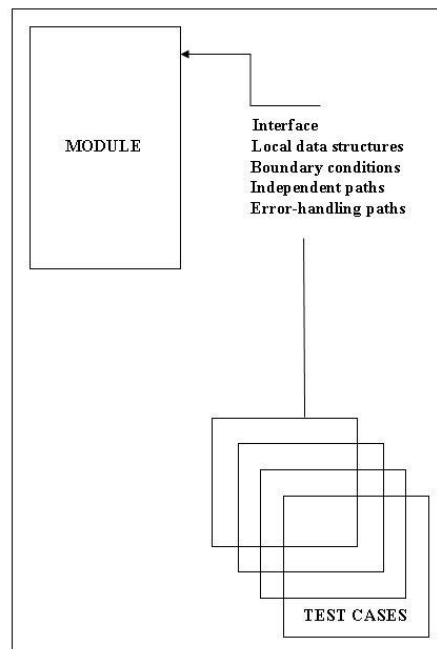 MODULE
Interface
Local data structures
Boundary conditions
Independent paths
Error-handling paths
TEST CASES